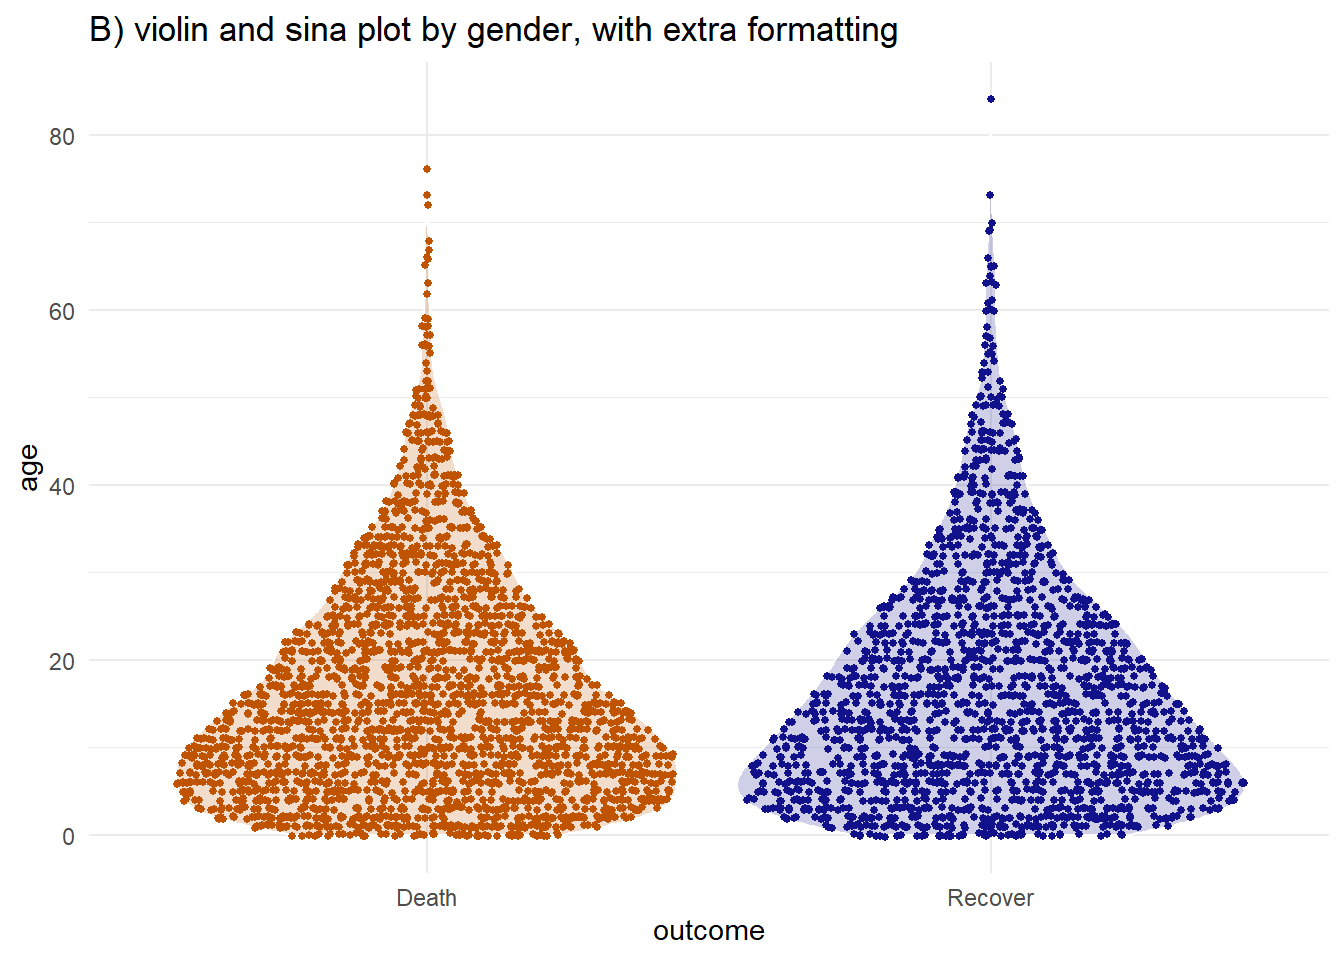 B) violin and sina plot by gender, with extra formatting
80
60
40
20
0
age
Death
Recover
outcome